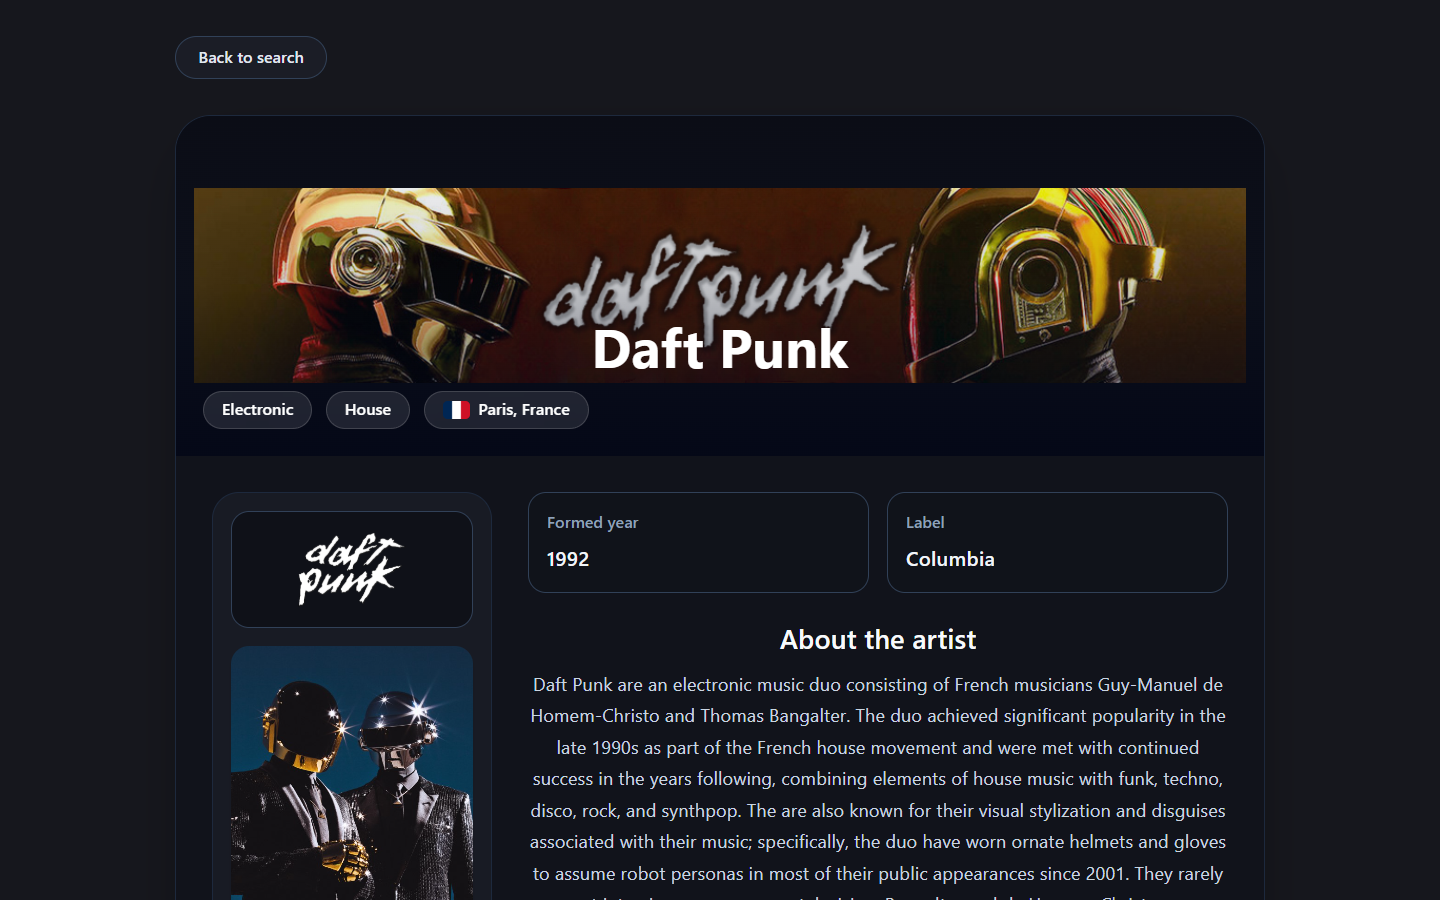 Back to search
daft punk
Daft Punk
Electronic
House
Paris, France
daft
punk
Formed year
1992
Label
Columbia
About the artist
Daft Punk are an electronic music duo consisting of French musicians Guy-Manuel de
Homem-Christo and Thomas Bangalter. The duo achieved significant popularity in the
late 1990s as part of the French house movement and were met with continued
success in the years following, combining elements of house music with funk, techno,
disco, rock, and synthpop. The are also known for their visual stylization and disguises
associated with their music; specifically, the duo have worn ornate helmets and gloves
to assume robot personas in most of their public appearances since 2001. They rarely